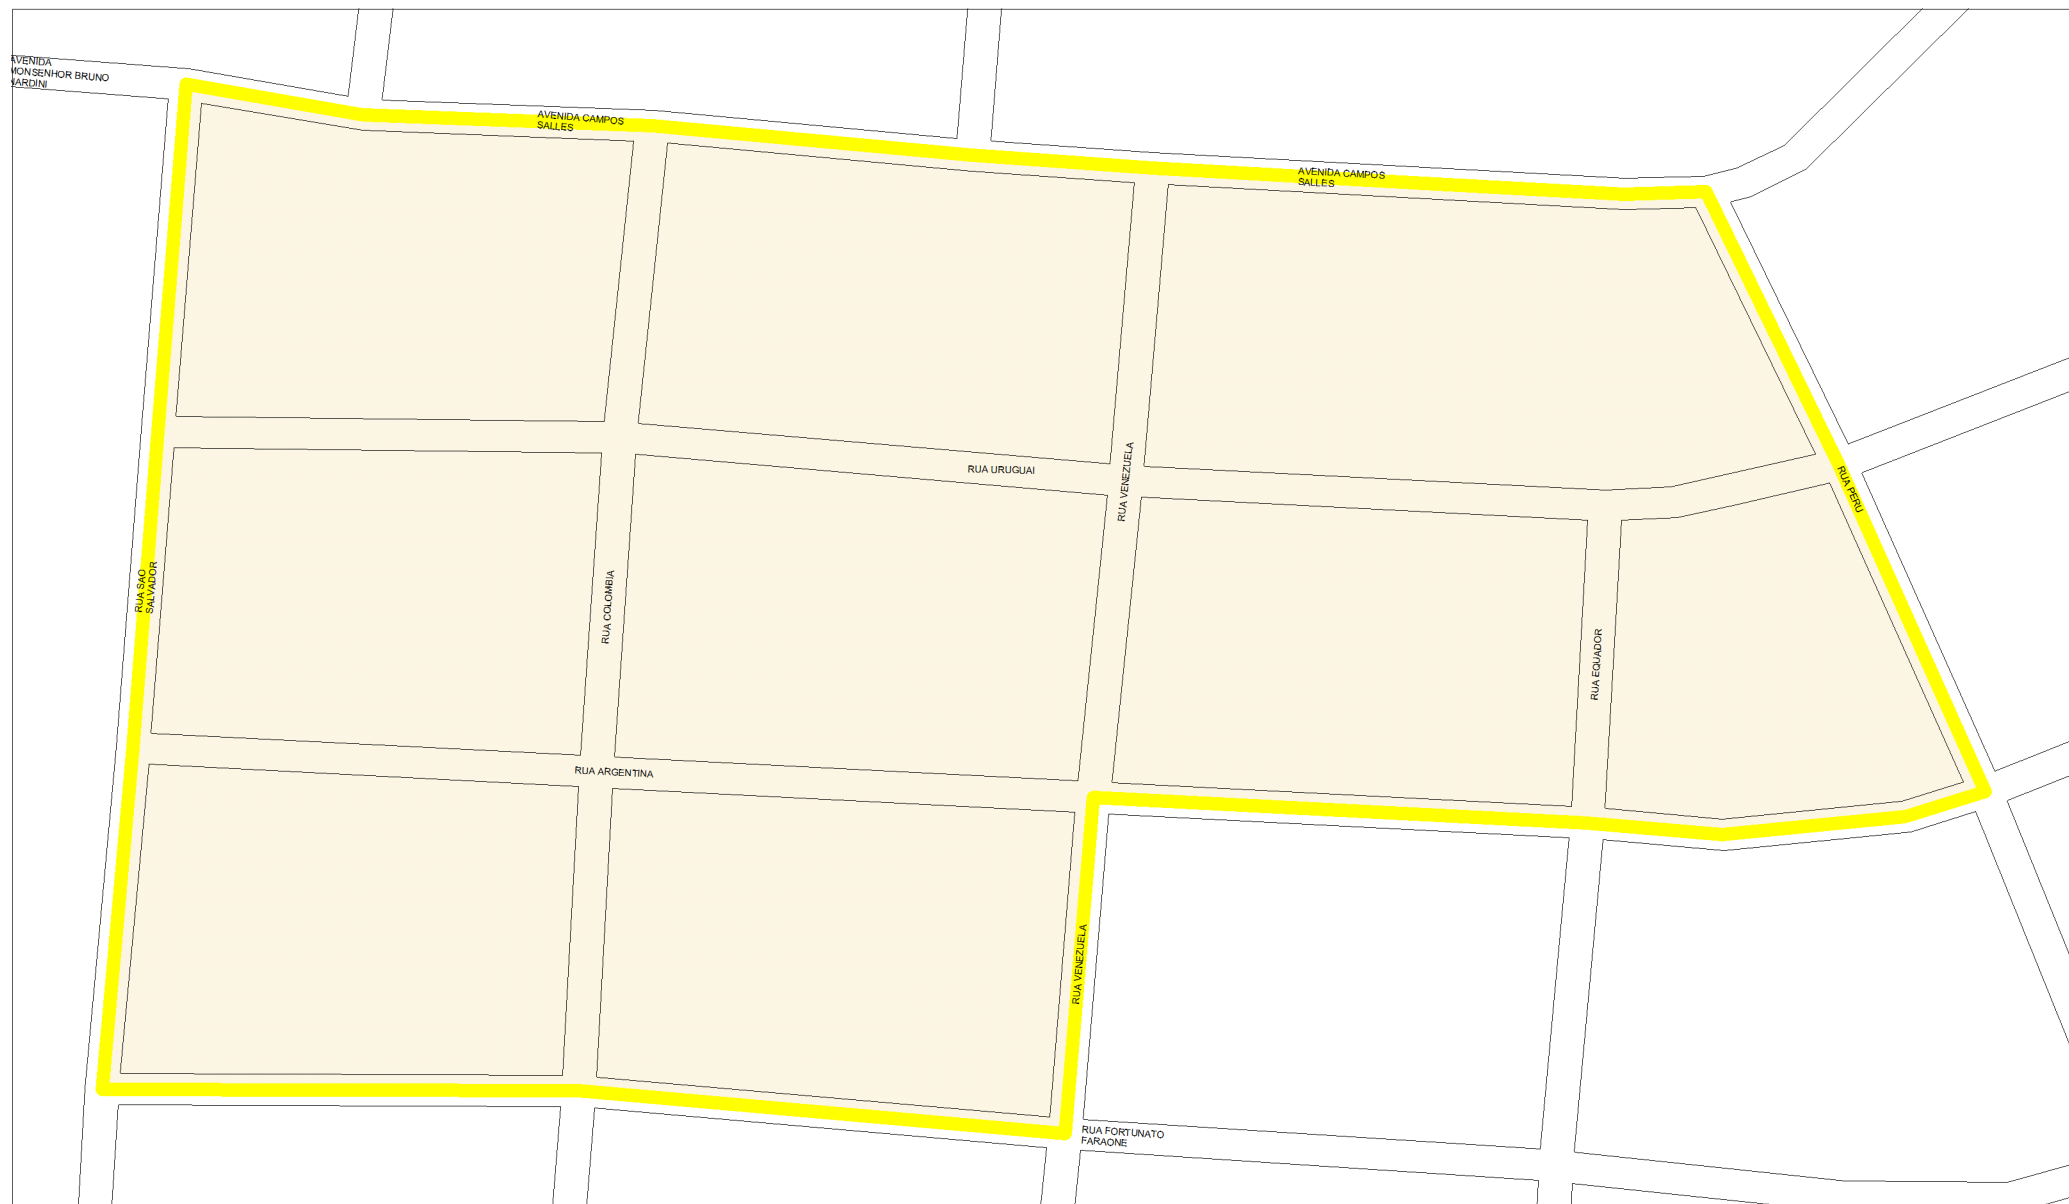 AVENIDA
MONSENHOR BRUNO
NARDINI
AVENIDA CAMPOS
SALLES
AVENIDA CAMPOS
SALLES
RUA URUGUAI
RUA VENEZUELA
RUA PERU
RUA SAO
SALVADOR
RUA COLOMBIA
RUA EQUADOR
RUA ARGENTINA
RUA VENEZUELA
RUA FORTUNATO
FARAONE